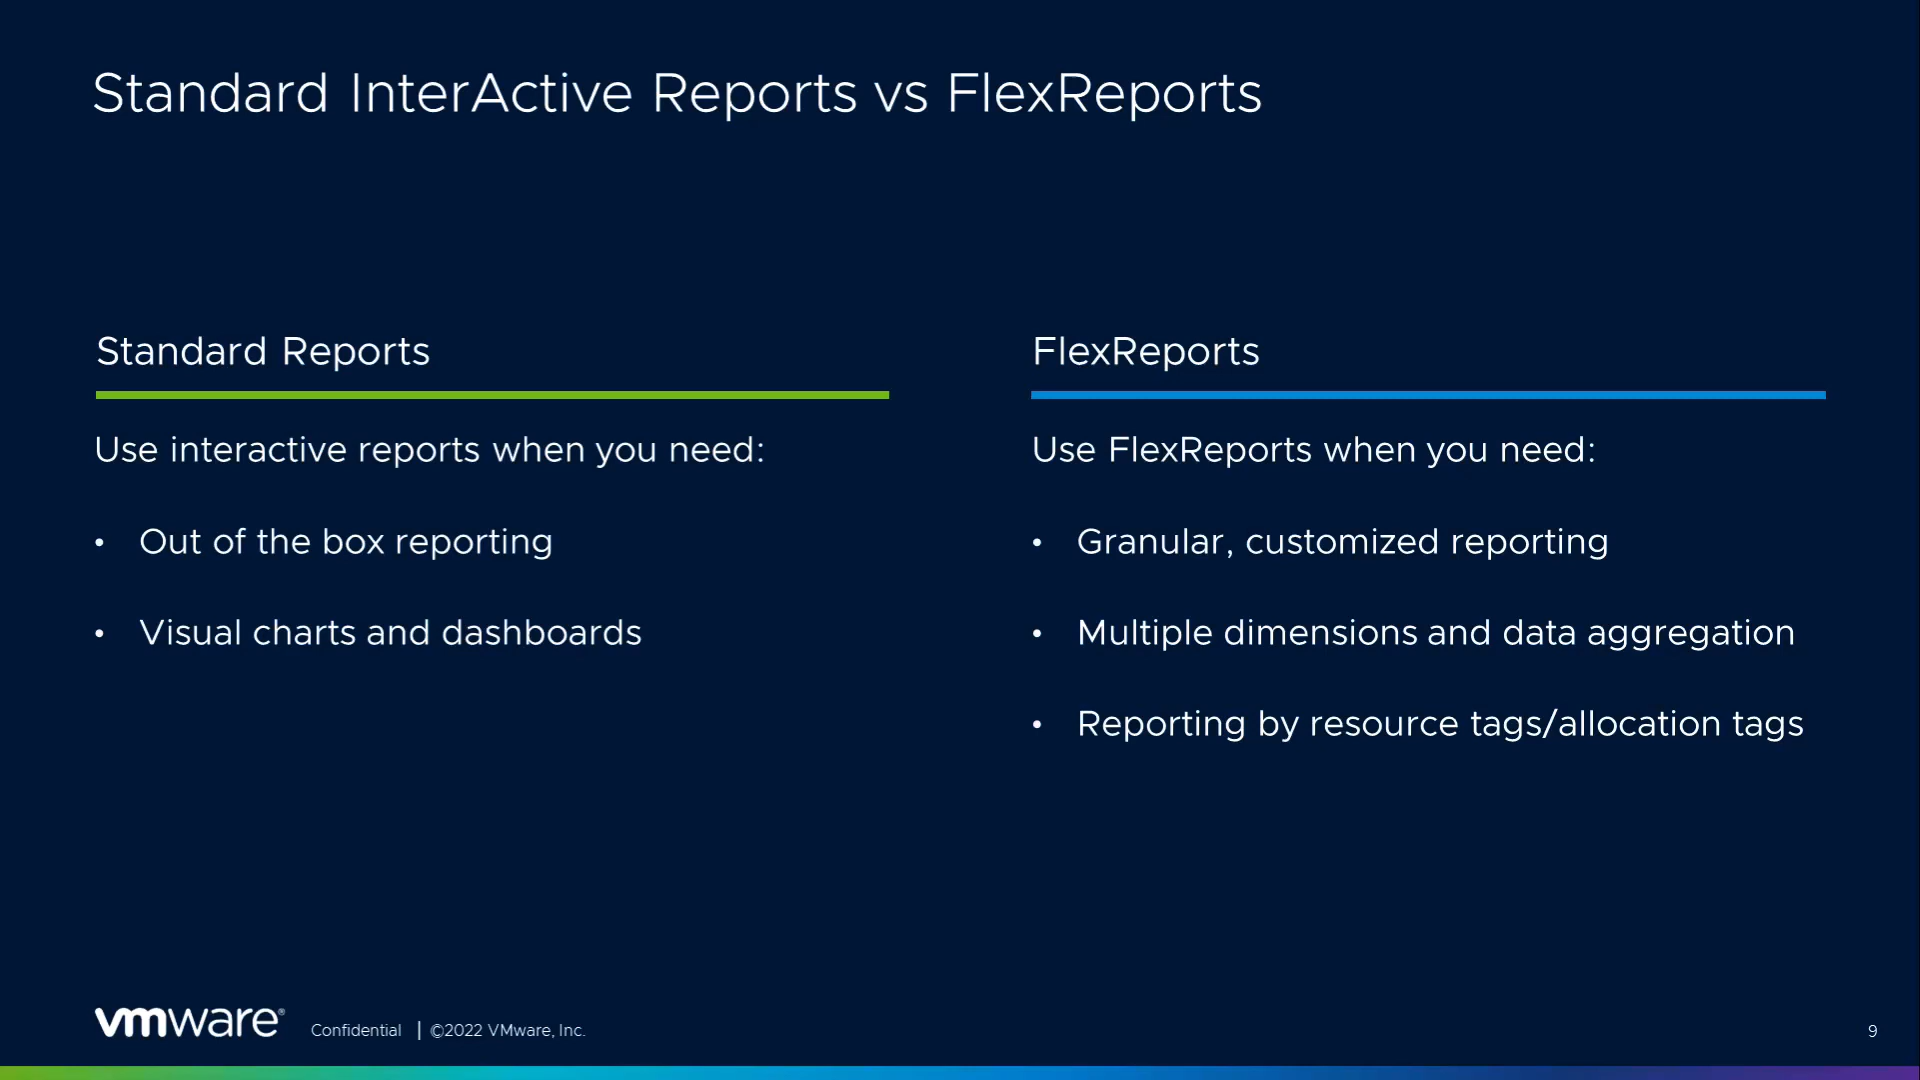 Standard InterActive Reports vs FlexReports
Standard Reports
Use interactive reports when you need:
• Out of the box reporting
• Visual charts and dashboards
FlexReports
Use FlexReports when you need:
• Granular, customized reporting
• Multiple dimensions and data aggregation
• Reporting by resource tags/allocation tags
vmware® Confidential | ©2022 VMware, Inc. 9